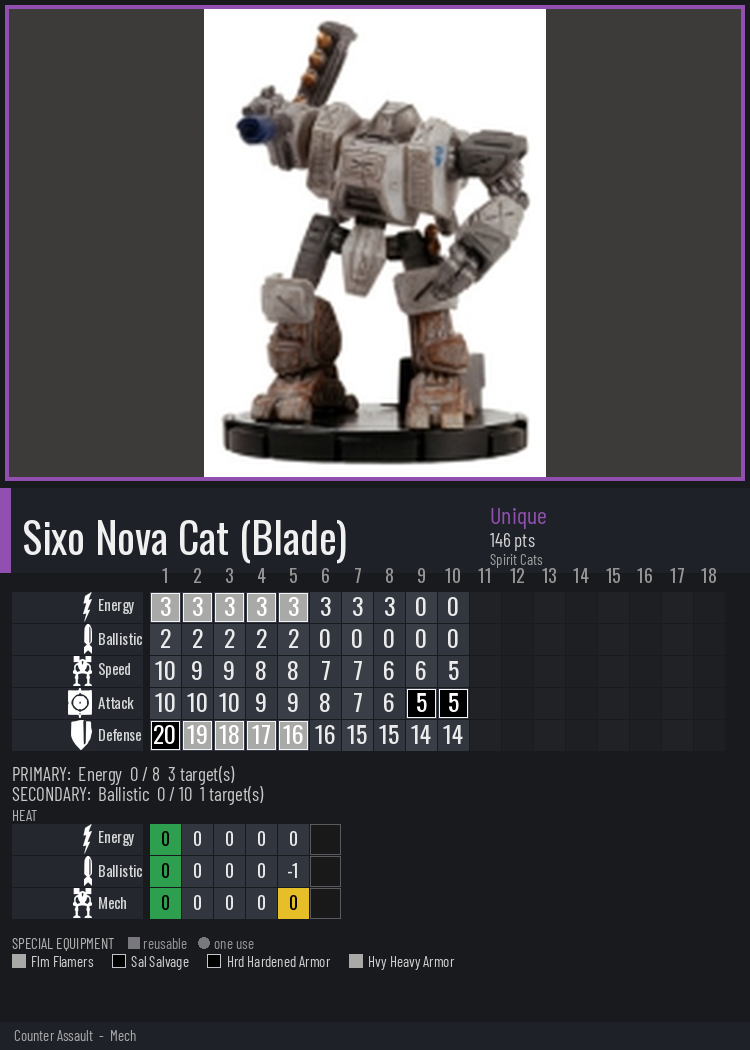 Sixo Nova Cat (Blade)
Unique
146 pts
Spirit Cats
1 2 3 4 5 6 7 8 9 10 11 12 13 14 15 16 17 18
Energy 3 3 3 3 3 3 3 3 0 0
Ballistic 2 2 2 2 2 0 0 0 0 0
Speed 10 9 9 8 8 7 7 6 6 5
Attack 10 10 10 9 9 8 7 6 5 5
Defense 20 19 18 17 16 16 15 15 14 14
PRIMARY: Energy 0 / 8 3 target(s)
SECONDARY: Ballistic 0 / 10 1 target(s)
HEAT
Energy 0 0 0 0 0
Ballistic 0 0 0 0 -1
Mech 0 0 0 0 0
SPECIAL EQUIPMENT reusable one use
Flm Flamers Sal Salvage Hrd Hardened Armor Hvy Heavy Armor
Counter Assault - Mech